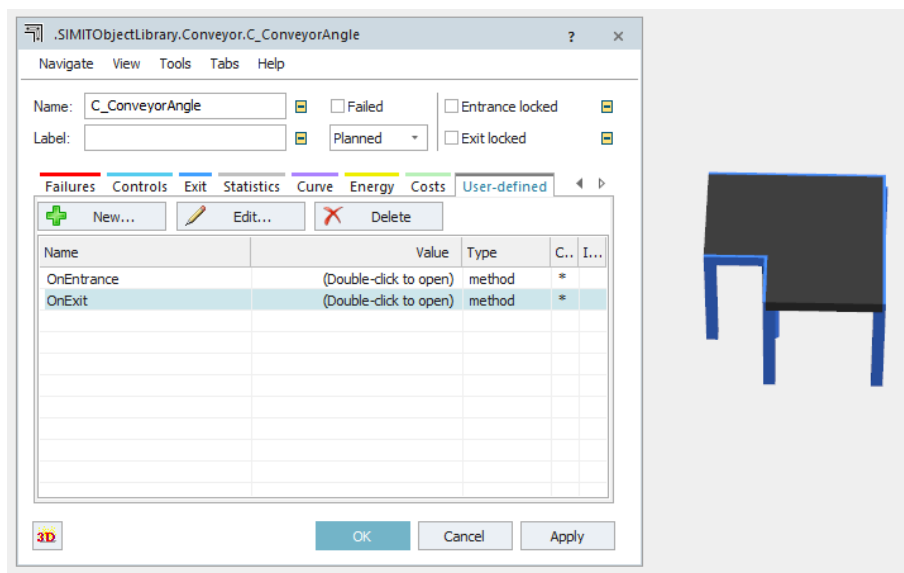 .SIMITObjectLibrary.Conveyor.C_ConveyorAngle ? ×
Navigate View Tools Tabs Help
Name: C_ConveyorAngle Failed Entrance locked
Label: Planned Exit locked
Failures Controls Exit Statistics Curve Energy Costs User-defined
New... Edit... Delete
Name Value Type C.. I...
OnEntrance (Double-click to open) method *
OnExit (Double-click to open) method *
3D OK Cancel Apply